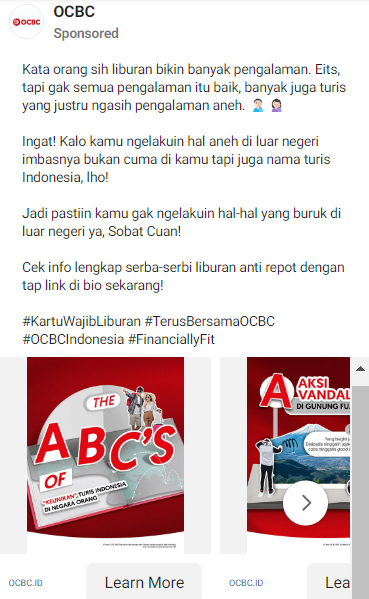 OCBC
OCBC
Sponsored
Kata orang sih liburan bikin banyak pengalaman. Eits,
tapi gak semua pengalaman itu baik, banyak juga turis
yang justru ngasih pengalaman aneh. 🤦🏻‍♂️ 🤦🏻‍♀️
Ingat! Kalo kamu ngelakuin hal aneh di luar negeri
imbasnya bukan cuma di kamu tapi juga nama turis
Indonesia, lho!
Jadi pastiin kamu gak ngelakuin hal-hal yang buruk di
luar negeri ya, Sobat Cuan!
Cek info lengkap serba-serbi liburan anti repot dengan
tap link di bio sekarang!
#KartuWajibLiburan #TerusBersamaOCBC
#OCBCIndonesia #FinanciallyFit
THE
ABC'S
OF
"KEUNIKAN" TURIS INDONESIA
DI NEGARA ORANG
A AKSI
VANDAL
DI GUNUNG FU
OCBC.ID
Learn More
OCBC.ID
Lea